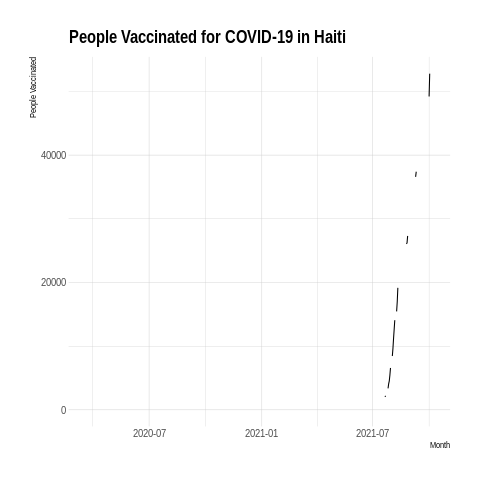 People Vaccinated for COVID-19 in Haiti
People Vaccinated
40000
20000
0
2020-07
2021-01
2021-07
Month